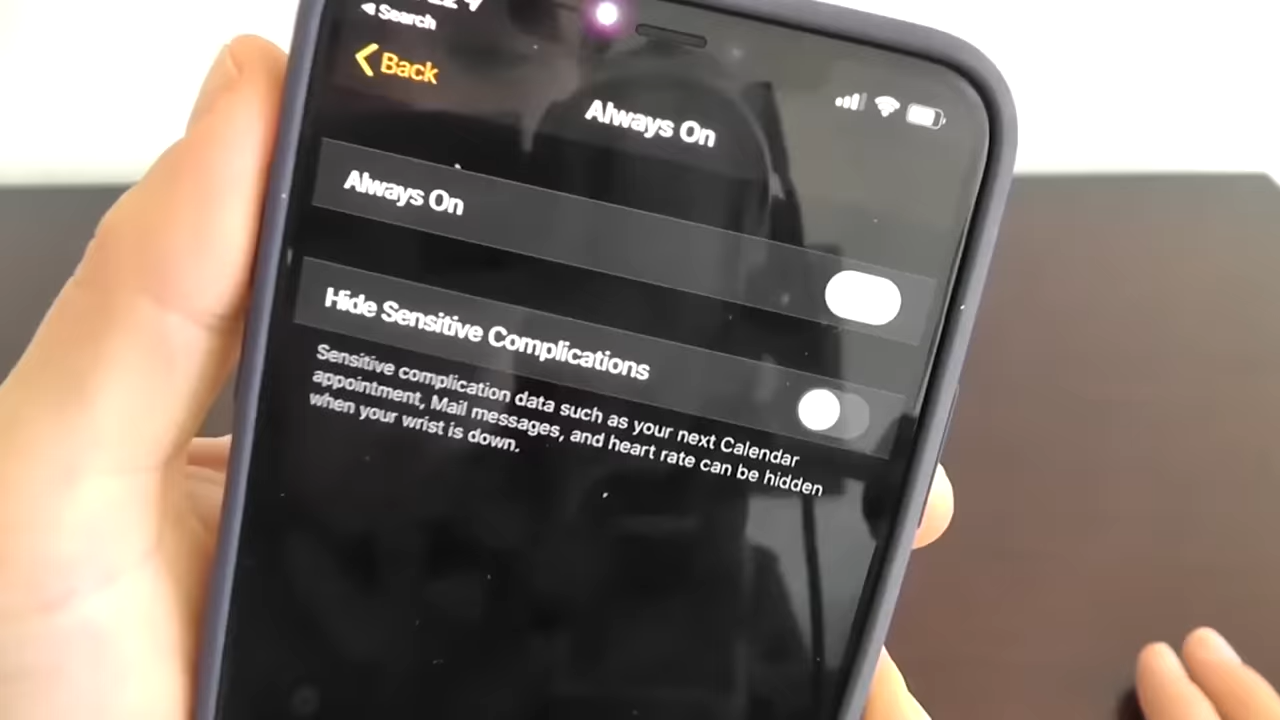 Search
Back
Always On
Always On
Hide Sensitive Complications
Sensitive complication data such as your next Calendar
appointment, Mail messages, and heart rate can be hidden
when your wrist is down.